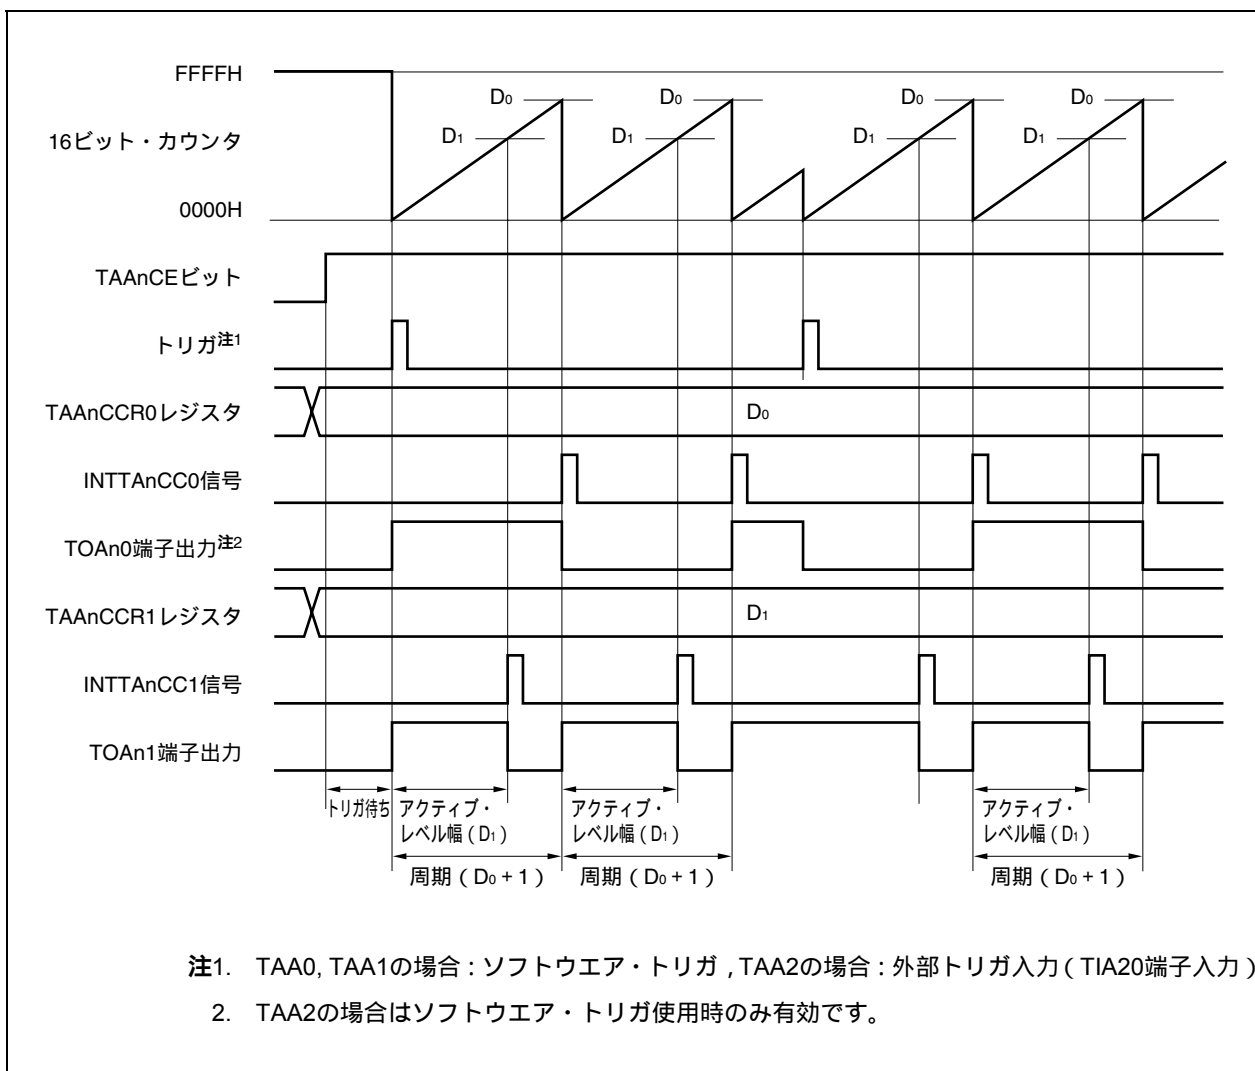 FFFFH
D0 D0 D0 D0
16ビット・カウンタ D1 D1 D1 D1
0000H
TAAnCEビット
トリガ注1
TAAnCCR0レジスタ D0
INTTAnCC0信号
TOAn0端子出力注2
TAAnCCR1レジスタ D1
INTTAnCC1信号
TOAn1端子出力
トリガ待ち アクティブ・ アクティブ・ アクティブ・
レベル幅(D1) レベル幅(D1) レベル幅(D1)
周期(D0+1) 周期(D0+1) 周期(D0+1)
注1. TAA0, TAA1の場合:ソフトウエア・トリガ,TAA2の場合:外部トリガ入力(TIA20端子入力)
2. TAA2の場合はソフトウエア・トリガ使用時のみ有効です。